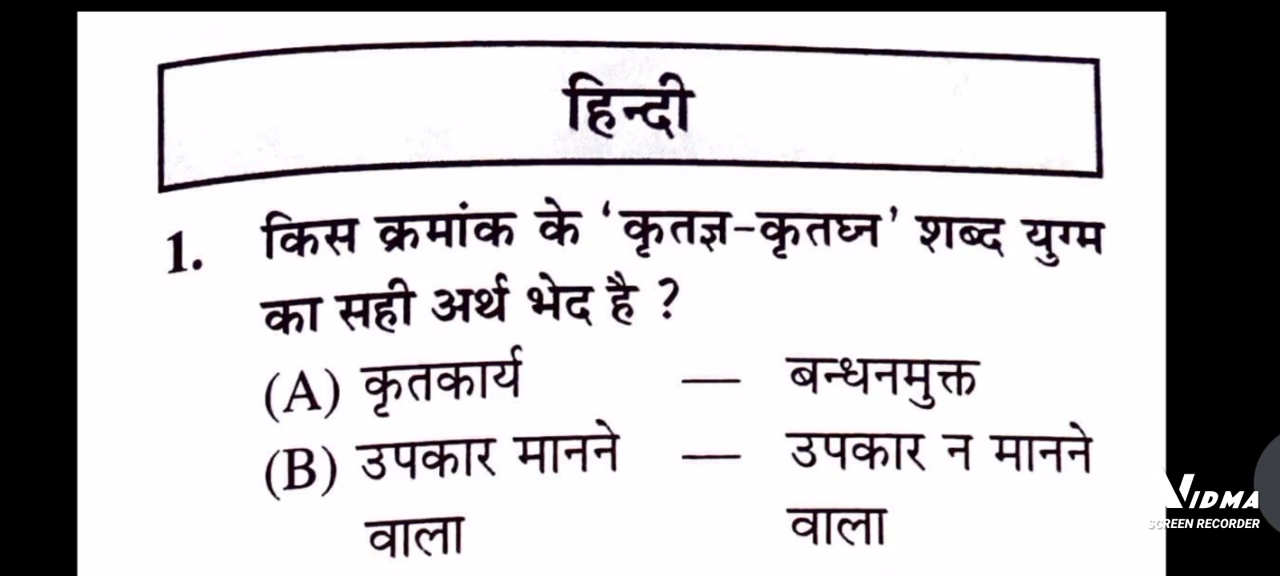 हिन्दी
1. किस क्रमांक के ‘कृतज्ञ-कृतघ्न’ शब्द युग्म
का सही अर्थ भेद है ?
(A) कृतकार्य — बन्धनमुक्त
(B) उपकार मानने — उपकार न मानने
वाला वाला
VIDMA
SCREEN RECORDER